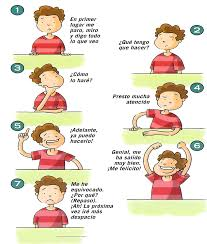 1
En primer
lugar me
paro, miro
y digo todo
lo que veo
2
¿Qué tengo
que hacer?
3
¿Cómo
lo haré?
4
Presto mucha
atención
5
¡Adelante,
ya puedo
hacerlo!
6
Genial, me
ha salido
muy bien.
¡Me felicito!
7
Me he
equivocado.
¿Por qué?
(Repaso).
¡Ah! La próxima
vez iré más
despacio